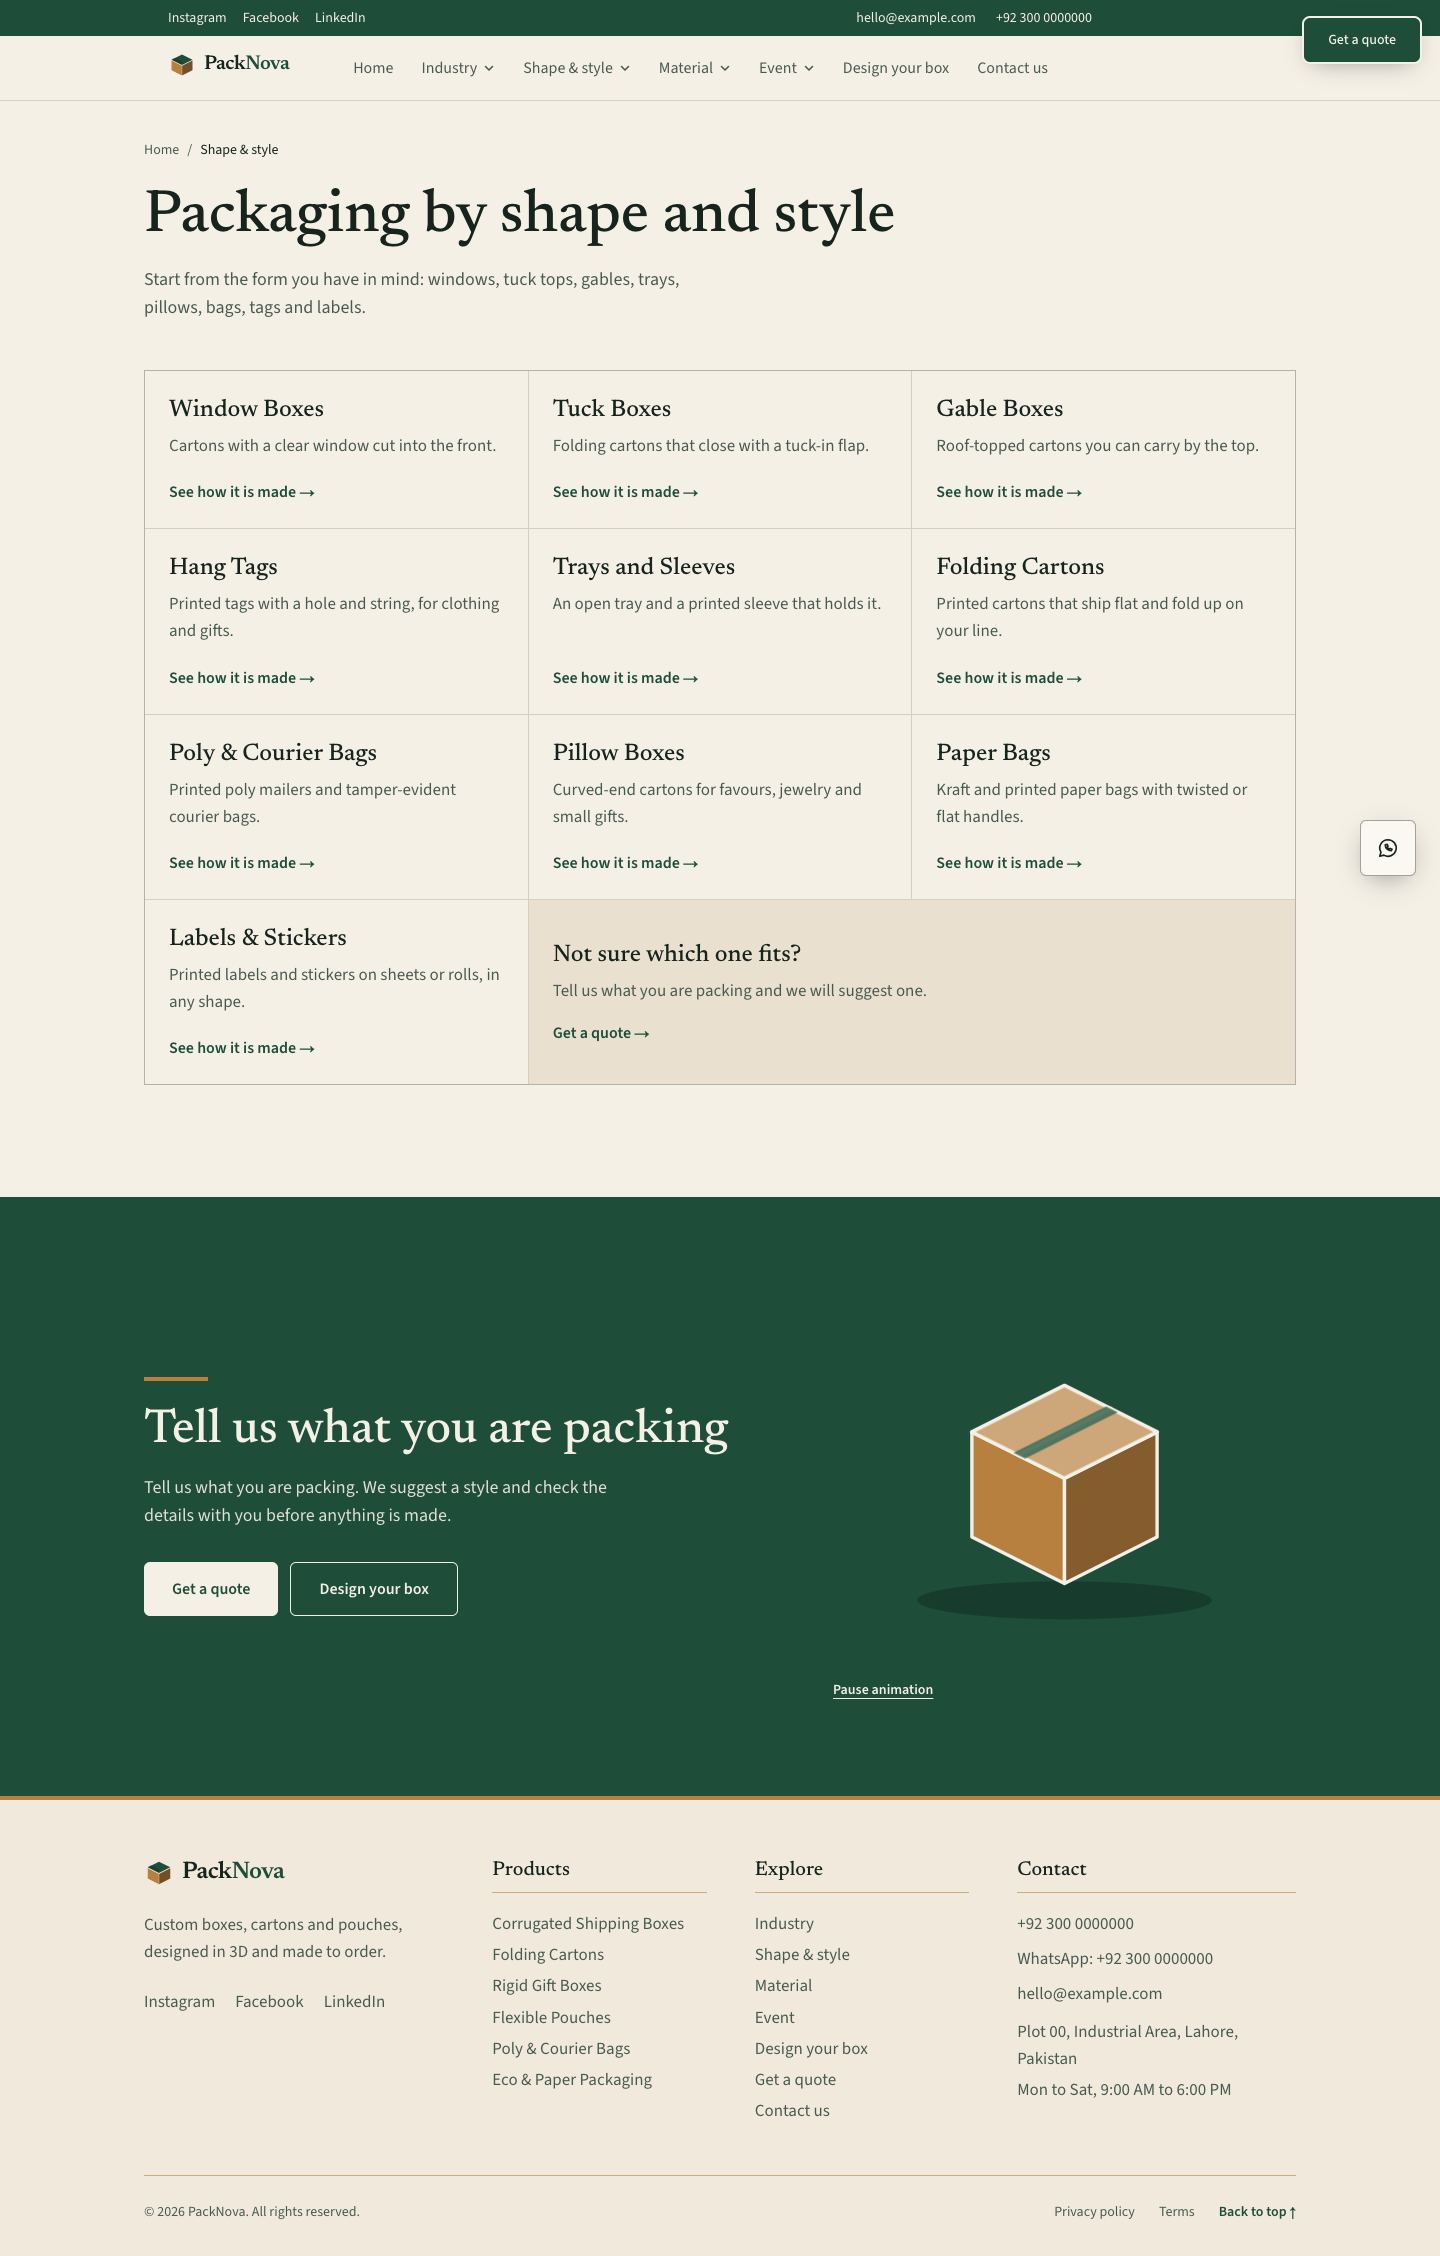 Instagram Facebook LinkedIn hello@example.com +92 300 0000000
Get a quote
PackNova Home Industry Shape & style Material Event Design your box Contact us
Home / Shape & style
Packaging by shape and style
Start from the form you have in mind: windows, tuck tops, gables, trays,
pillows, bags, tags and labels.
Window Boxes
Cartons with a clear window cut into the front.
See how it is made →
Tuck Boxes
Folding cartons that close with a tuck-in flap.
See how it is made →
Gable Boxes
Roof-topped cartons you can carry by the top.
See how it is made →
Hang Tags
Printed tags with a hole and string, for clothing
and gifts.
See how it is made →
Trays and Sleeves
An open tray and a printed sleeve that holds it.
See how it is made →
Folding Cartons
Printed cartons that ship flat and fold up on
your line.
See how it is made →
Poly & Courier Bags
Printed poly mailers and tamper-evident
courier bags.
See how it is made →
Pillow Boxes
Curved-end cartons for favours, jewelry and
small gifts.
See how it is made →
Paper Bags
Kraft and printed paper bags with twisted or
flat handles.
See how it is made →
Labels & Stickers
Printed labels and stickers on sheets or rolls, in
any shape.
See how it is made →
Not sure which one fits?
Tell us what you are packing and we will suggest one.
Get a quote →
Tell us what you are packing
Tell us what you are packing. We suggest a style and check the
details with you before anything is made.
Get a quote Design your box
Pause animation
PackNova
Custom boxes, cartons and pouches,
designed in 3D and made to order.
Instagram Facebook LinkedIn
Products
Corrugated Shipping Boxes
Folding Cartons
Rigid Gift Boxes
Flexible Pouches
Poly & Courier Bags
Eco & Paper Packaging
Explore
Industry
Shape & style
Material
Event
Design your box
Get a quote
Contact us
Contact
+92 300 0000000
WhatsApp: +92 300 0000000
hello@example.com
Plot 00, Industrial Area, Lahore,
Pakistan
Mon to Sat, 9:00 AM to 6:00 PM
© 2026 PackNova. All rights reserved.
Privacy policy Terms Back to top ↑